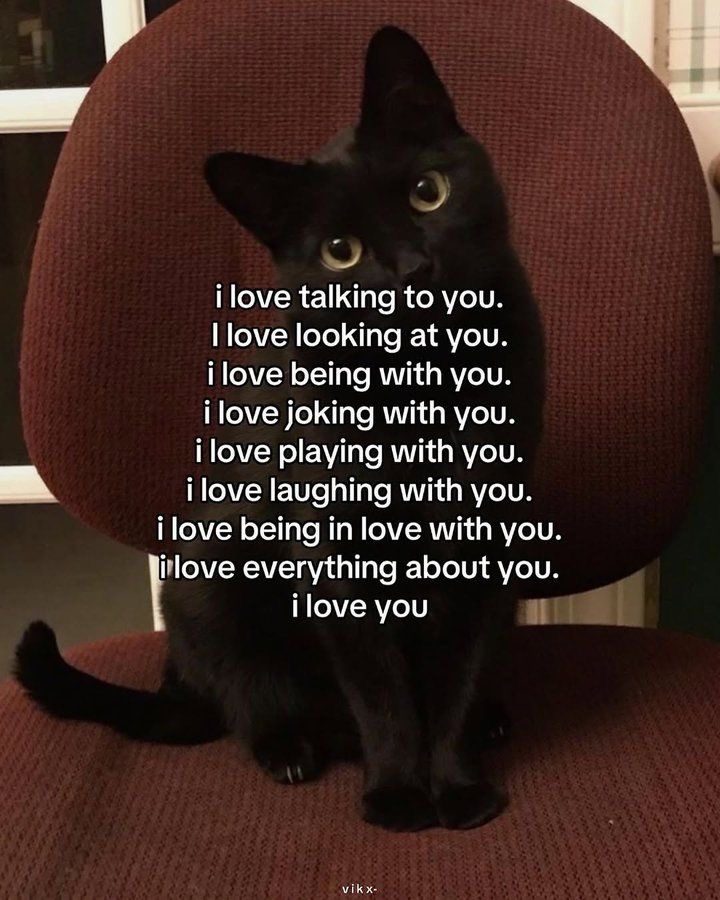 i love talking to you.
I love looking at you.
i love being with you.
i love joking with you.
i love playing with you.
i love laughing with you.
i love being in love with you.
i love everything about you.
i love you
vikx-